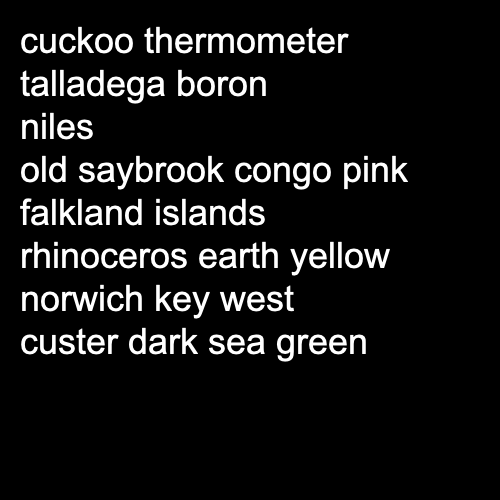 cuckoo thermometer
talladega boron
niles
old saybrook congo pink
falkland islands
rhinoceros earth yellow
norwich key west
custer dark sea green